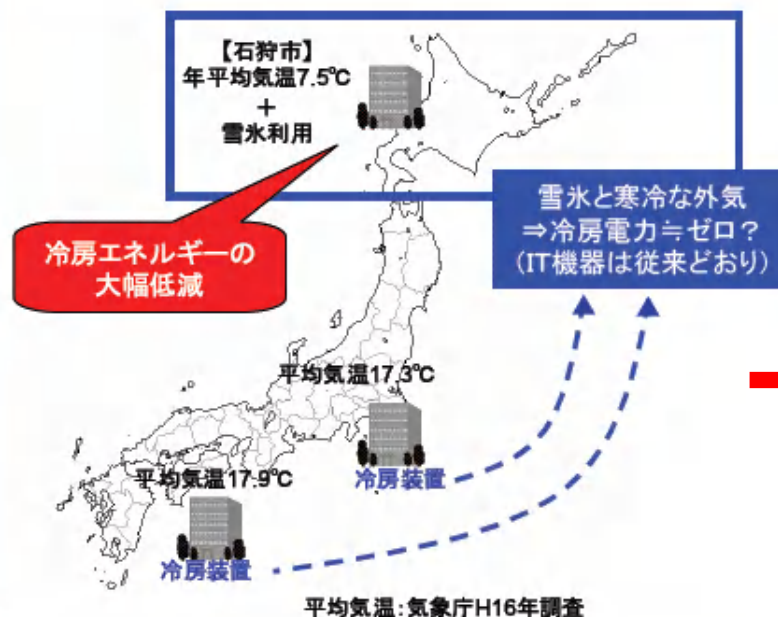 【石狩市】
年平均気温7.5℃
＋
雪氷利用
冷房エネルギーの
大幅低減
雪氷と寒冷な外気
⇒冷房電力≒ゼロ？
（IT機器は従来どおり）
平均気温17.3℃
冷房装置
平均気温17.9℃
冷房装置
平均気温：気象庁H16年調査